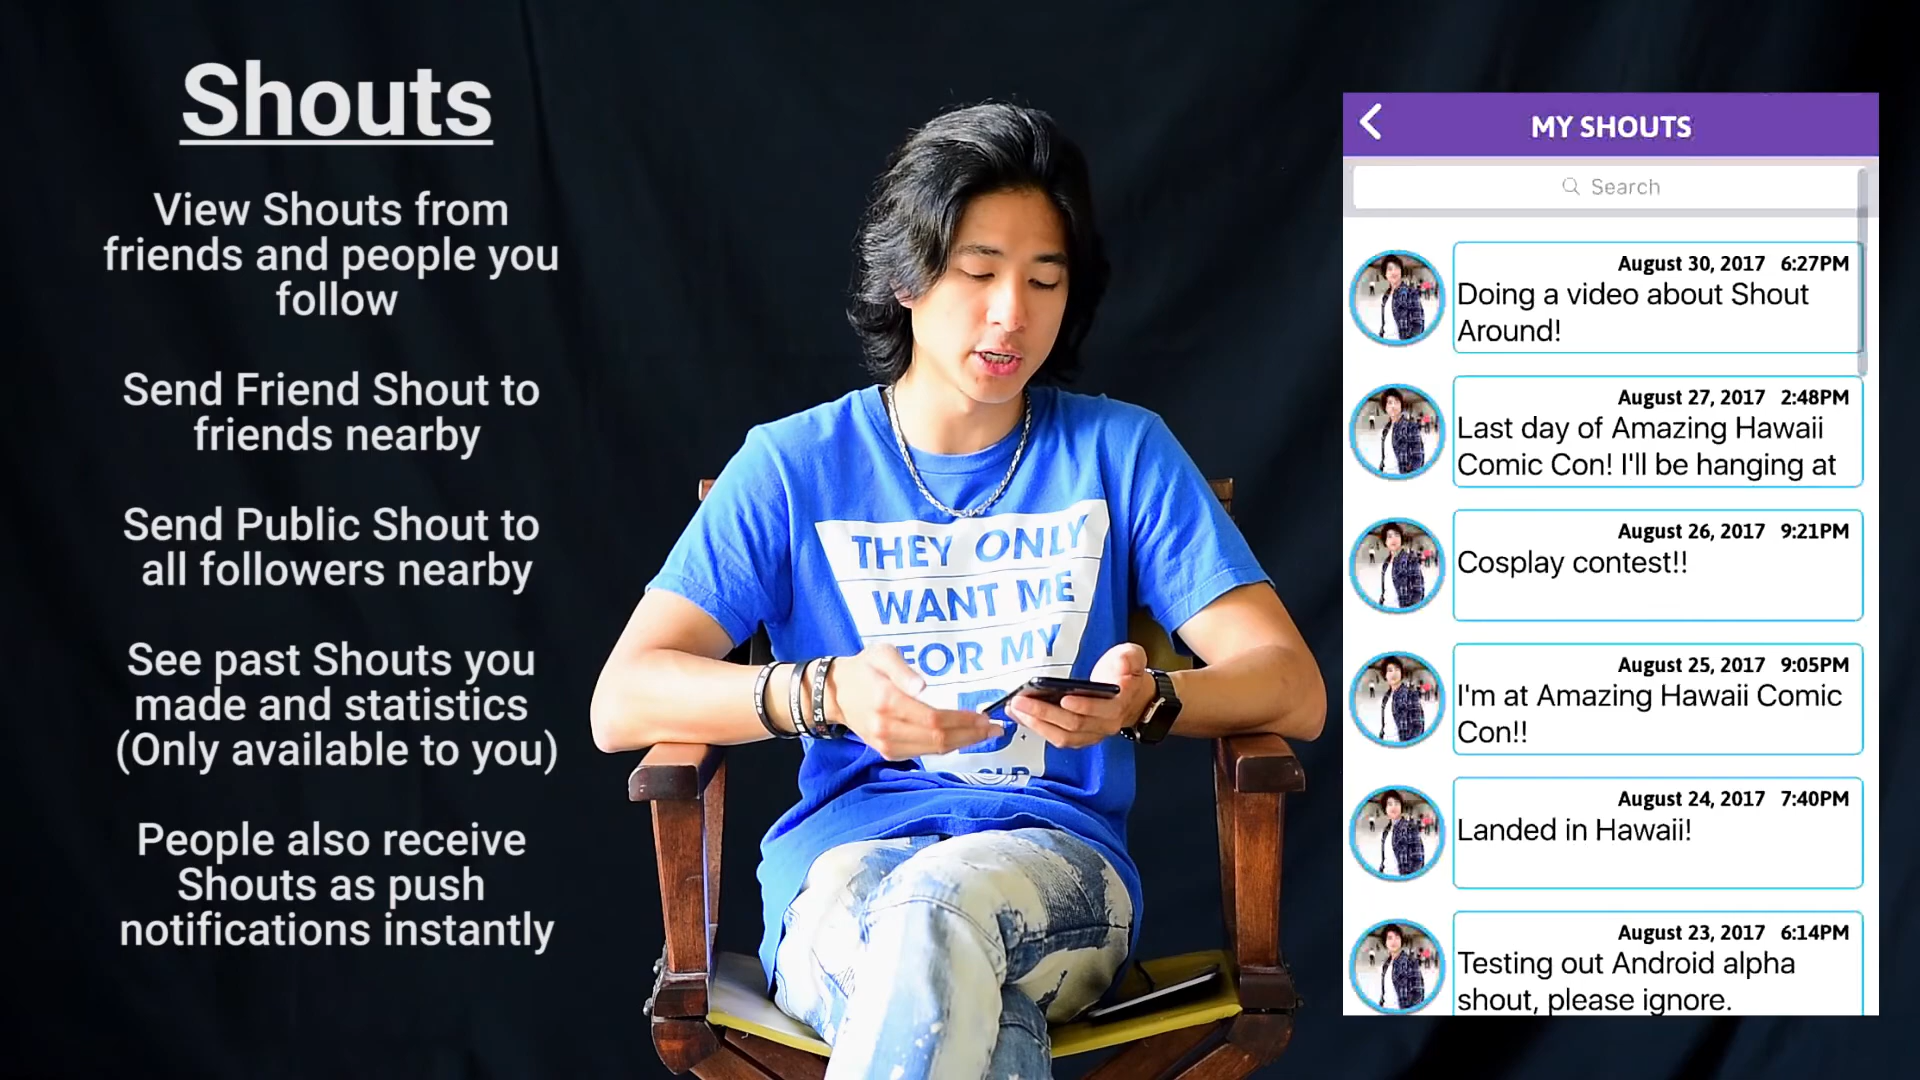 Shouts
View Shouts from
friends and people you
follow
Send Friend Shout to
friends nearby
Send Public Shout to
all followers nearby
See past Shouts you
made and statistics
(Only available to you)
People also receive
Shouts as push
notifications instantly
THEY ONLY
WANT ME
FOR MY
MY SHOUTS
Search
August 30, 2017 6:27PM
Doing a video about Shout
Around!
August 27, 2017 2:48PM
Last day of Amazing Hawaii
Comic Con! I'll be hanging at
August 26, 2017 9:21PM
Cosplay contest!!
August 25, 2017 9:05PM
I'm at Amazing Hawaii Comic
Con!!
August 24, 2017 7:40PM
Landed in Hawaii!
August 23, 2017 6:14PM
Testing out Android alpha
shout, please ignore.